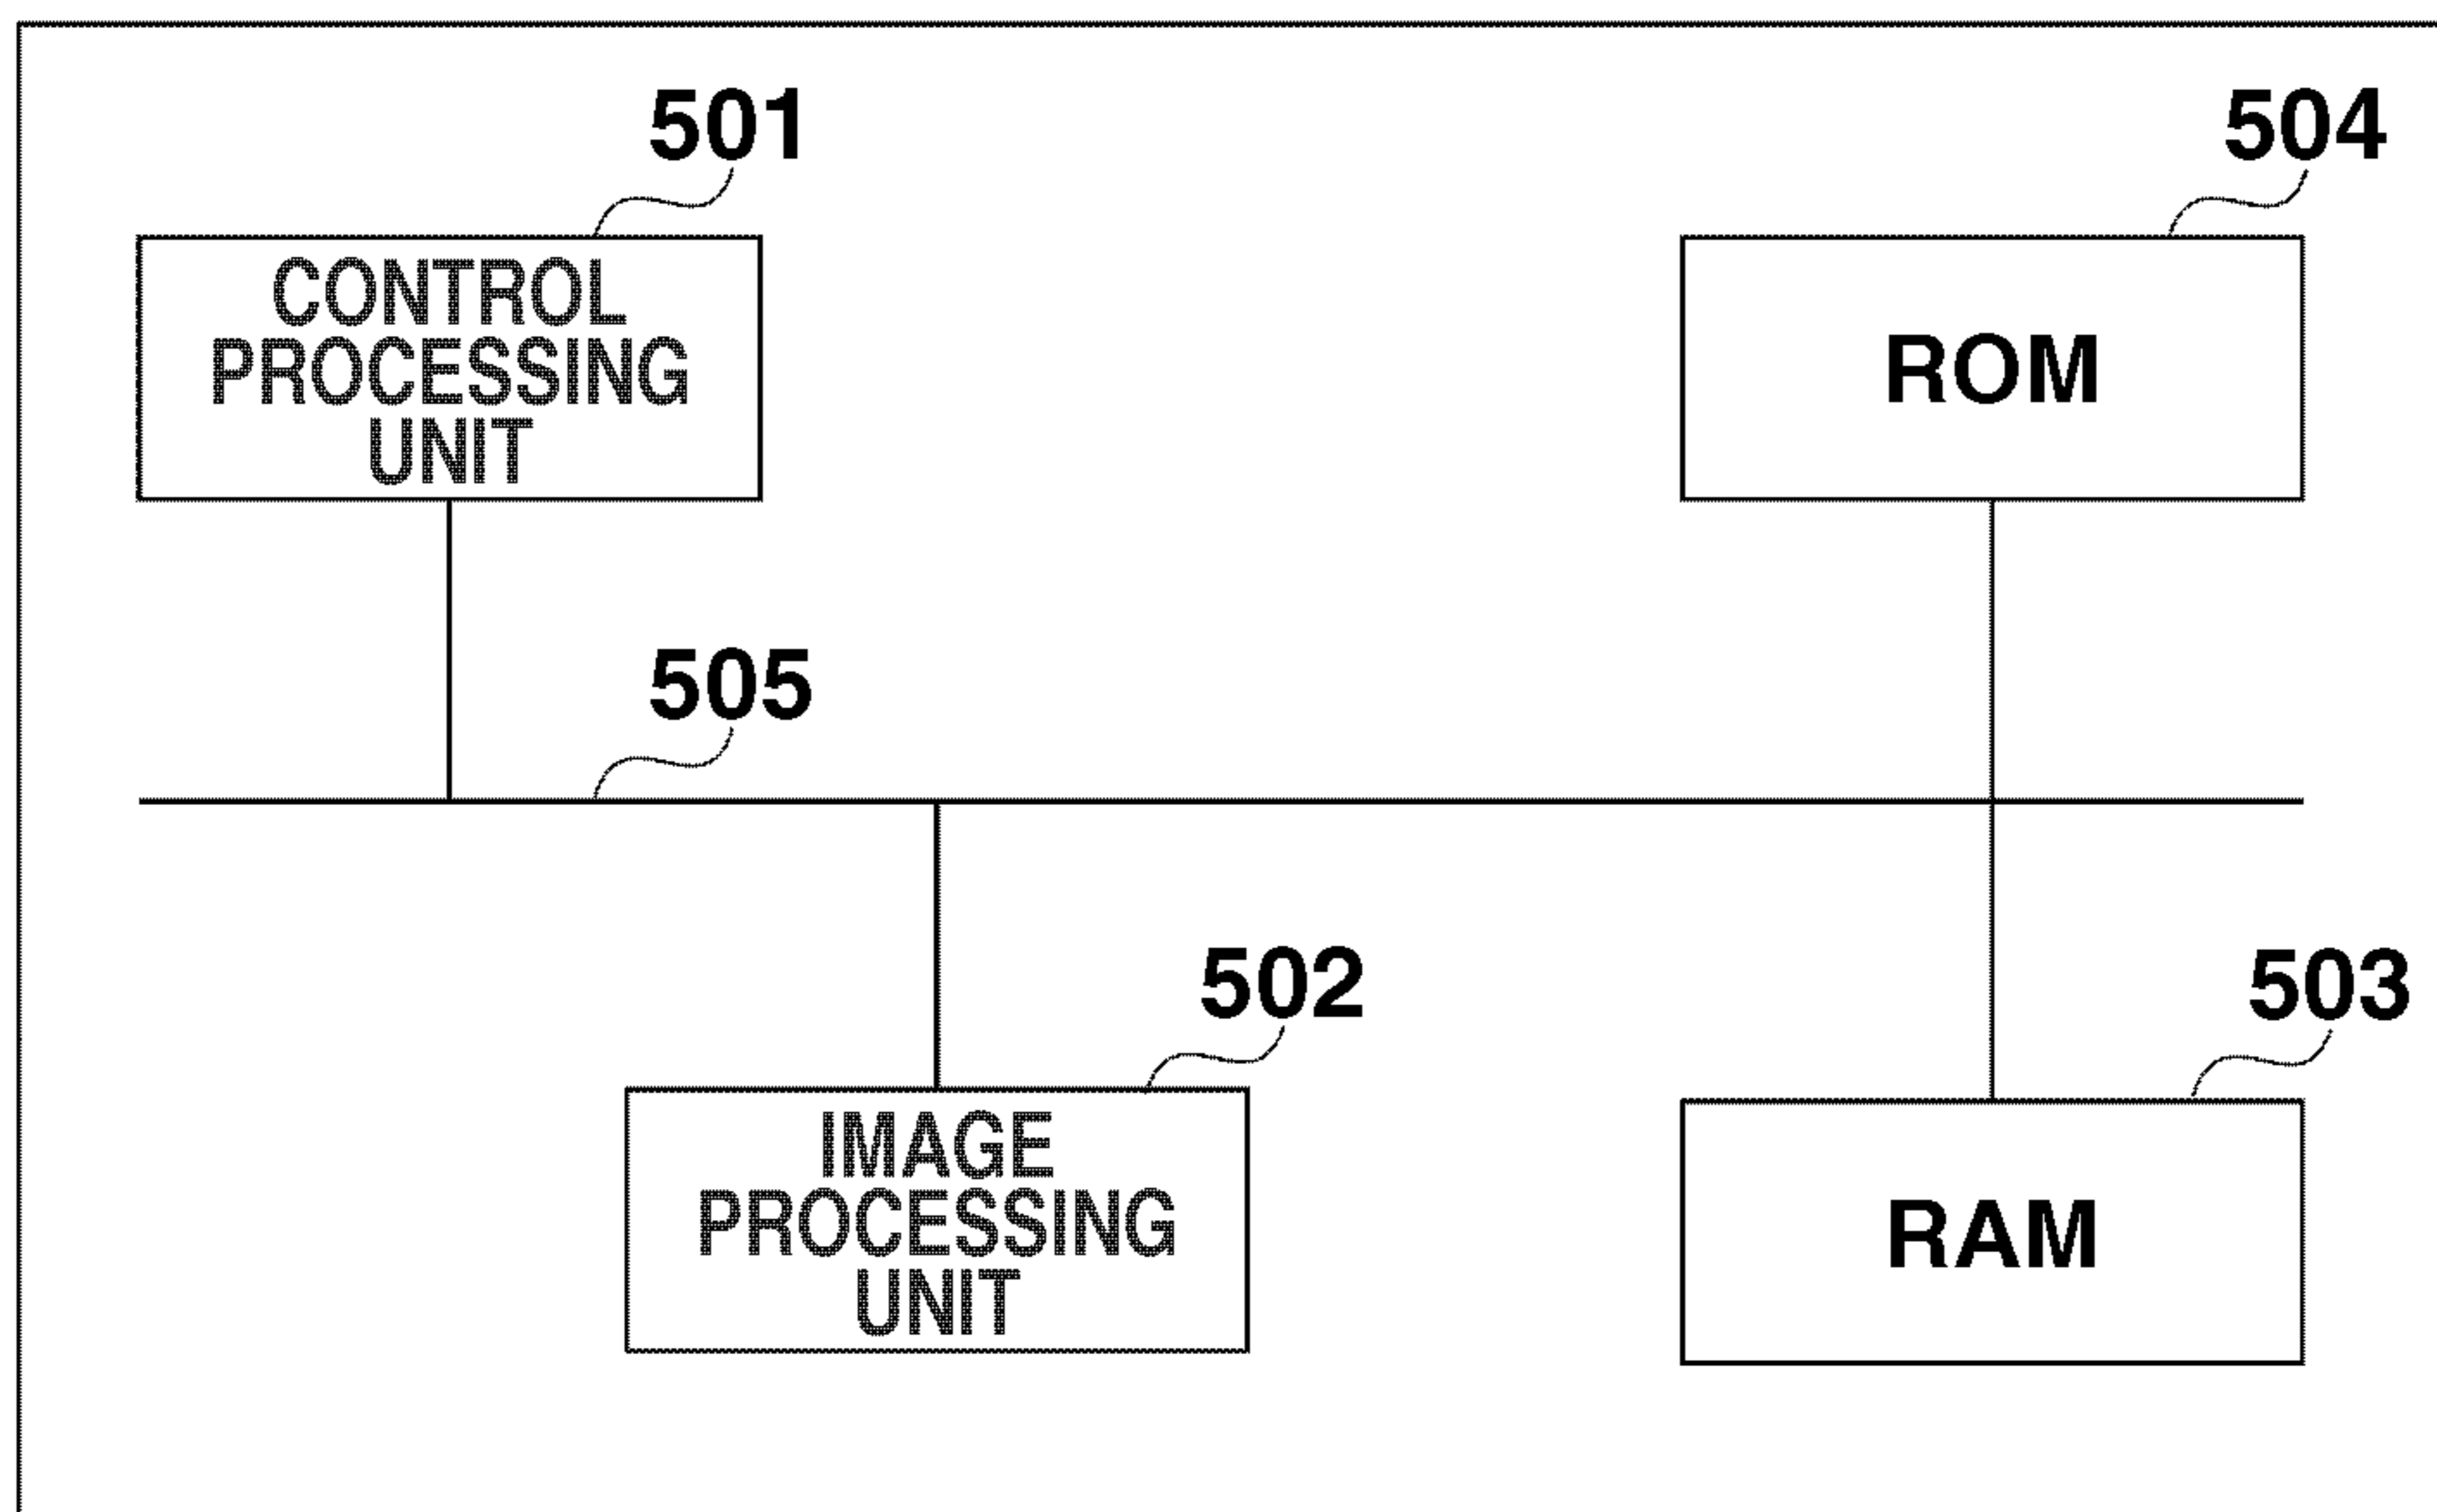 501
CONTROL
PROCESSING
UNIT
504
ROM
505
502
IMAGE
PROCESSING
UNIT
503
RAM